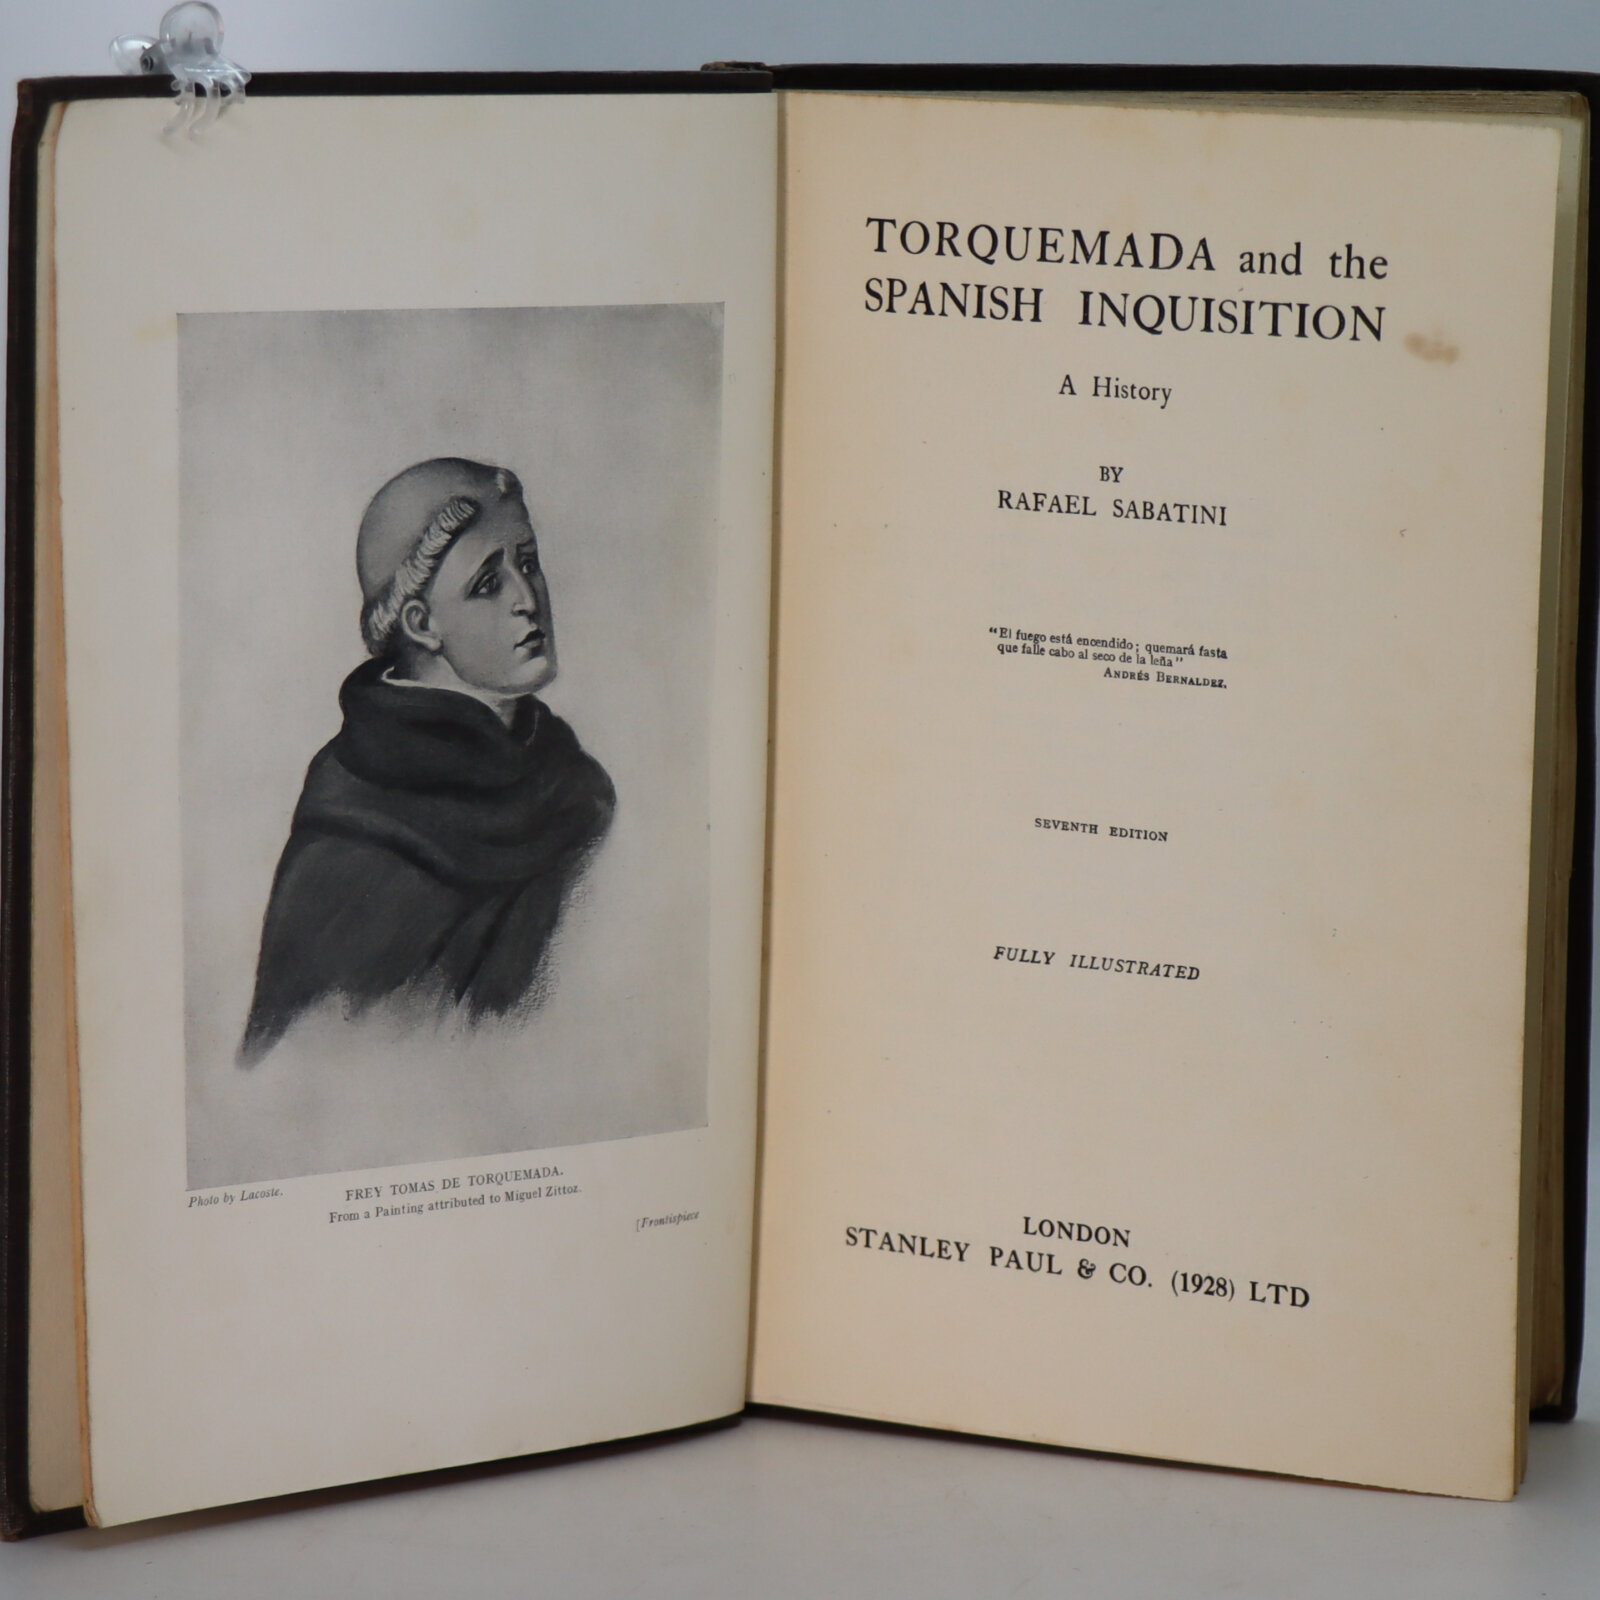 Photo by Lacoste.
FREY TOMAS DE TORQUEMADA.
From a Painting attributed to Miguel Zittoz.
[Frontispiece
TORQUEMADA and the
SPANISH INQUISITION
A History
BY
RAFAEL SABATINI
"El fuego está encendido; quemará fasta
que falle cabo al seco de la leña"
ANDRÉS BERNALDEZ.
SEVENTH EDITION
FULLY ILLUSTRATED
LONDON
STANLEY PAUL & CO. (1928) LTD